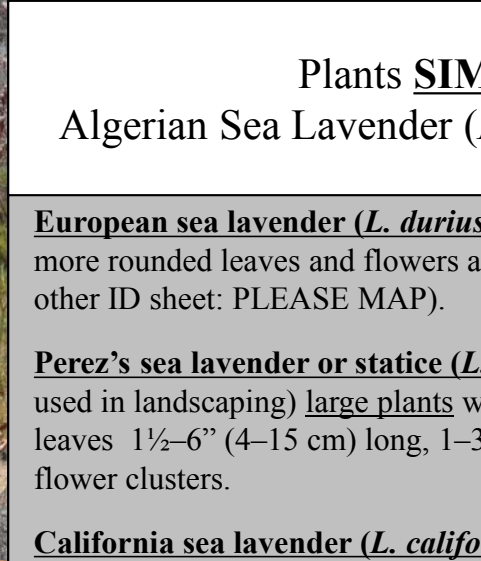 Plants SIM
Algerian Sea Lavender (
European sea lavender (L. durius
more rounded leaves and flowers a
other ID sheet: PLEASE MAP).
Perez’s sea lavender or statice (L.
used in landscaping) large plants w
leaves 1½–6” (4–15 cm) long, 1–3
flower clusters.
California sea lavender (L. califo